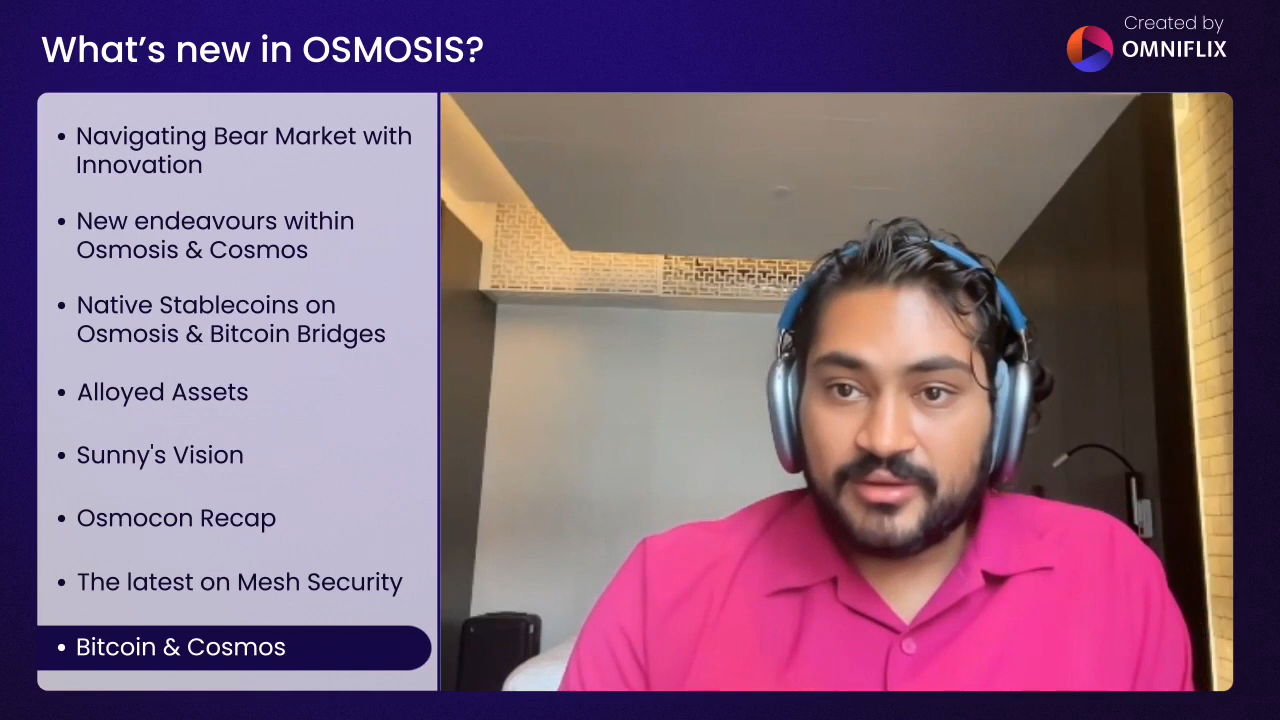 What's new in OSMOSIS?
Created by
OMNIFLIX
• Navigating Bear Market with
Innovation
• New endeavours within
Osmosis & Cosmos
• Native Stablecoins on
Osmosis & Bitcoin Bridges
• Alloyed Assets
• Sunny's Vision
• Osmocon Recap
• The latest on Mesh Security
• Bitcoin & Cosmos